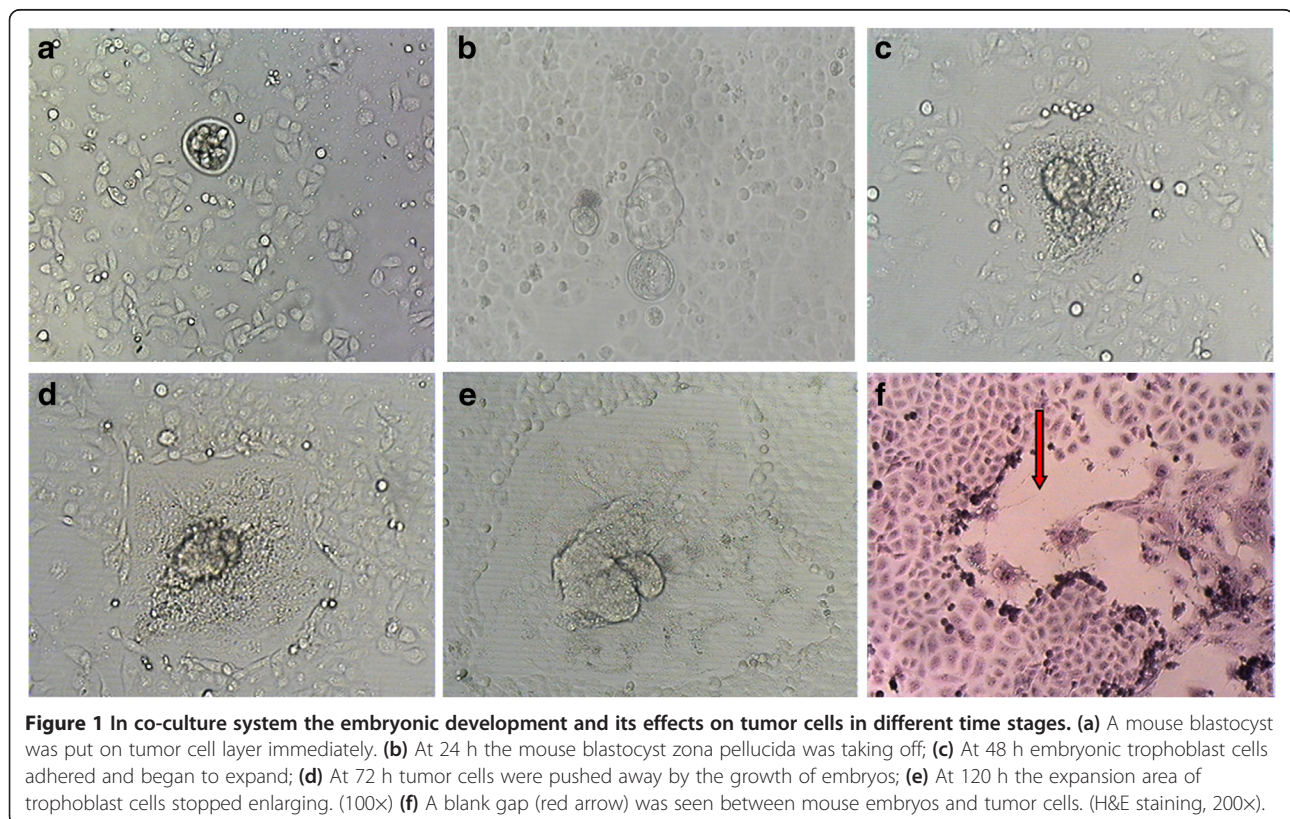 a
b
c
d
e
f
Figure 1 In co-culture system the embryonic development and its effects on tumor cells in different time stages. (a) A mouse blastocyst
was put on tumor cell layer immediately. (b) At 24 h the mouse blastocyst zona pellucida was taking off; (c) At 48 h embryonic trophoblast cells
adhered and began to expand; (d) At 72 h tumor cells were pushed away by the growth of embryos; (e) At 120 h the expansion area of
trophoblast cells stopped enlarging. (100×) (f) A blank gap (red arrow) was seen between mouse embryos and tumor cells. (H&E staining, 200×).